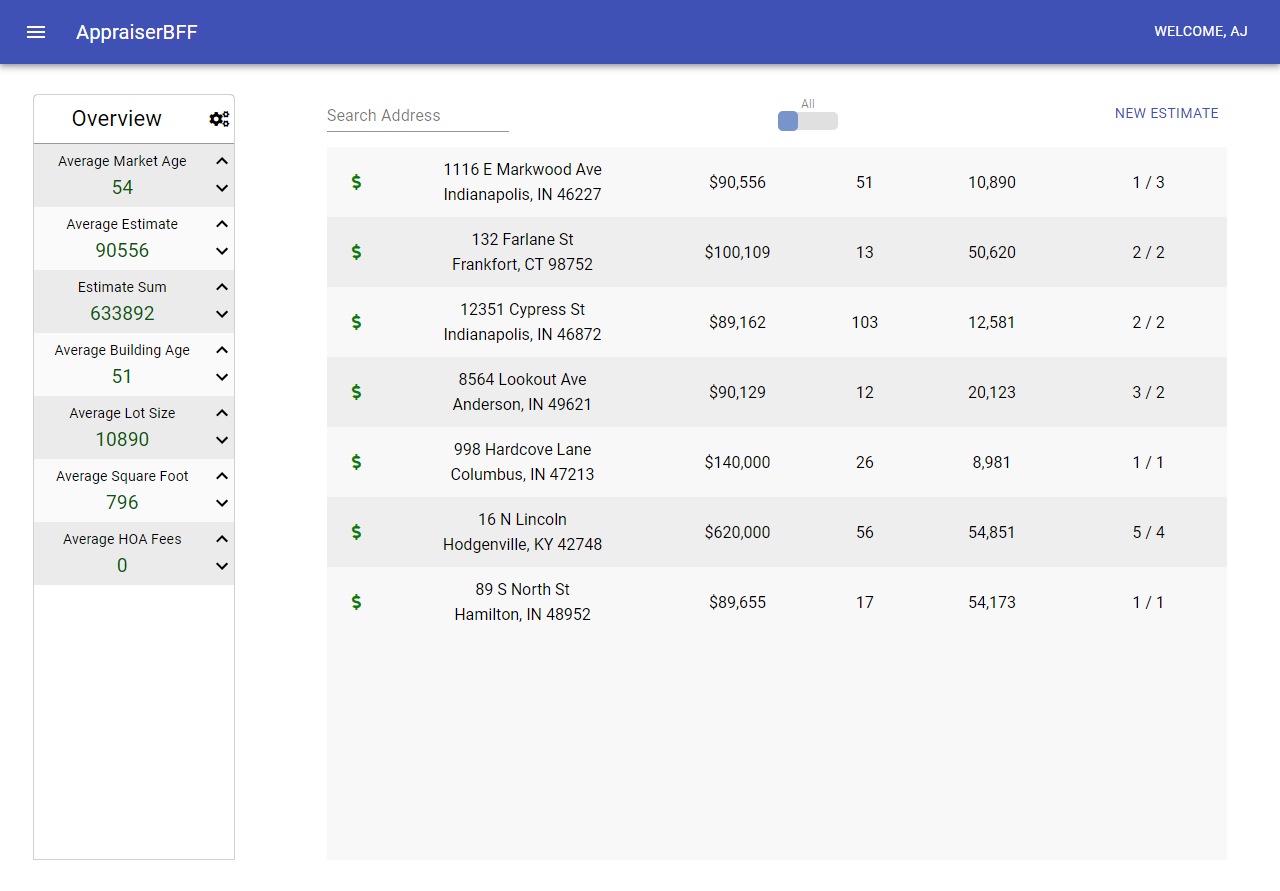 AppraiserBFF
WELCOME, AJ
Overview
Average Market Age
54
Average Estimate
90556
Estimate Sum
633892
Average Building Age
51
Average Lot Size
10890
Average Square Foot
796
Average HOA Fees
0
Search Address
All
NEW ESTIMATE
$ 1116 E Markwood Ave
Indianapolis, IN 46227 $90,556 51 10,890 1 / 3
$ 132 Farlane St
Frankfort, CT 98752 $100,109 13 50,620 2 / 2
$ 12351 Cypress St
Indianapolis, IN 46872 $89,162 103 12,581 2 / 2
$ 8564 Lookout Ave
Anderson, IN 49621 $90,129 12 20,123 3 / 2
$ 998 Hardcove Lane
Columbus, IN 47213 $140,000 26 8,981 1 / 1
$ 16 N Lincoln
Hodgenville, KY 42748 $620,000 56 54,851 5 / 4
$ 89 S North St
Hamilton, IN 48952 $89,655 17 54,173 1 / 1